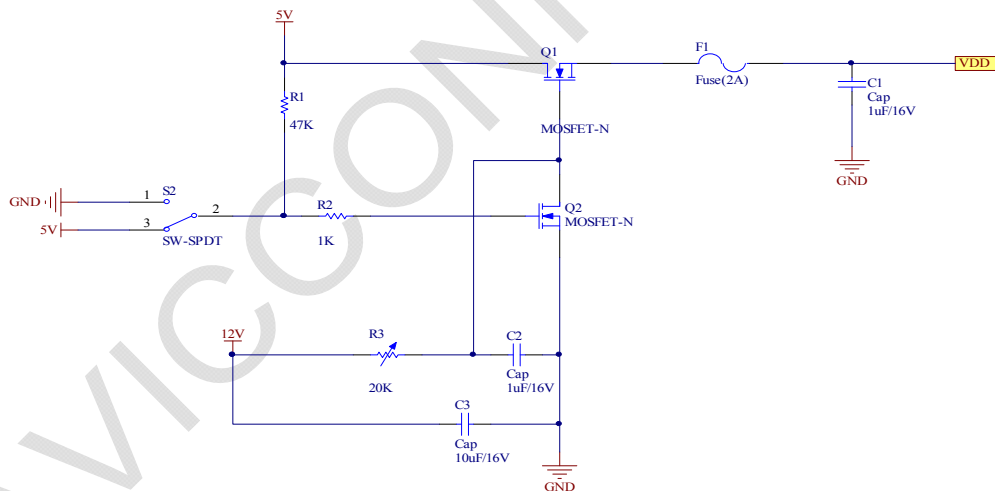 5V
Q1
MOSFET-N
F1
Fuse(2A)
VDD
C1
Cap
1uF/16V
GND
R1
47K
GND
1
S2
2
5V
3
SW-SPDT
R2
1K
Q2
MOSFET-N
12V
R3
20K
C2
Cap
1uF/16V
C3
Cap
10uF/16V
GND
VICCON